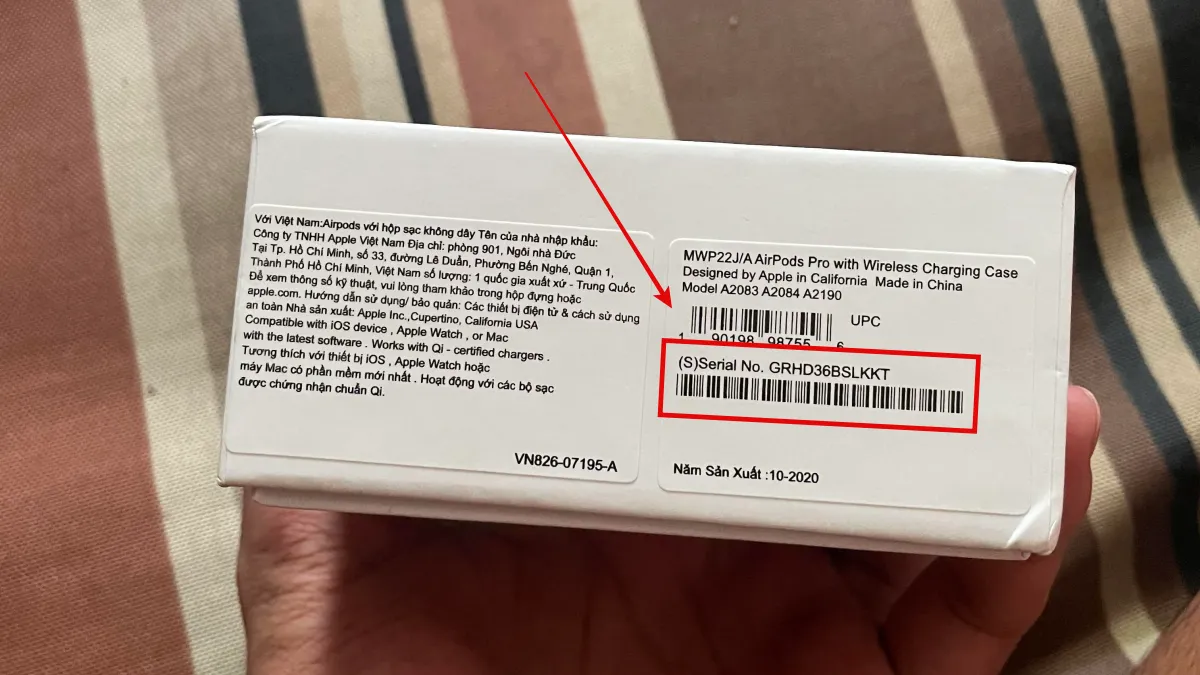 Với Việt Nam:Airpods với hộp sạc không dây Tên của nhà nhập khẩu:
Công ty TNHH Apple Việt Nam Địa chỉ: phòng 901, Ngôi nhà Đức
Tại Tp. Hồ Chí Minh, số 33, đường Lê Duẩn, Phường Bến Nghé, Quận 1,
Thành Phố Hồ Chí Minh, Việt Nam số lượng: 1 quốc gia xuất xứ - Trung Quốc
Để xem thông số kỹ thuật, vui lòng tham khảo trong hộp đựng hoặc
apple.com. Hướng dẫn sử dụng/ bảo quản: Các thiết bị điện tử & cách sử dụng
an toàn Nhà sản xuất: Apple Inc.,Cupertino, California USA
Compatible with iOS device , Apple Watch , or Mac
with the latest software . Works with Qi - certified chargers .
Tương thích với thiết bị iOS , Apple Watch hoặc
máy Mac có phần mềm mới nhất . Hoạt động với các bộ sạc
được chứng nhận chuẩn Qi.
VN826-07195-A
MWP22J/A AirPods Pro with Wireless Charging Case
Designed by Apple in California Made in China
Model A2083 A2084 A2190
UPC
1 90198 98755 6
(S)Serial No. GRHD36BSLKKT
Năm Sản Xuất :10-2020